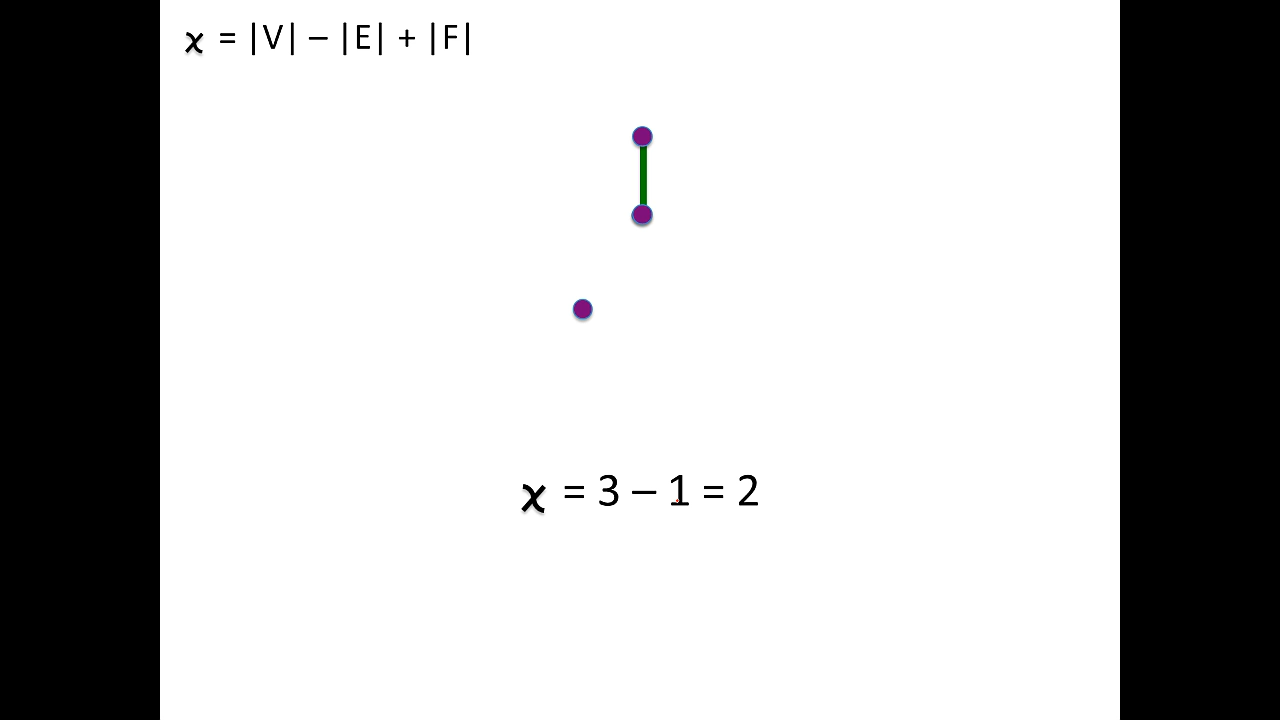 χ = |V| – |E| + |F|
χ = 3 – 1 = 2